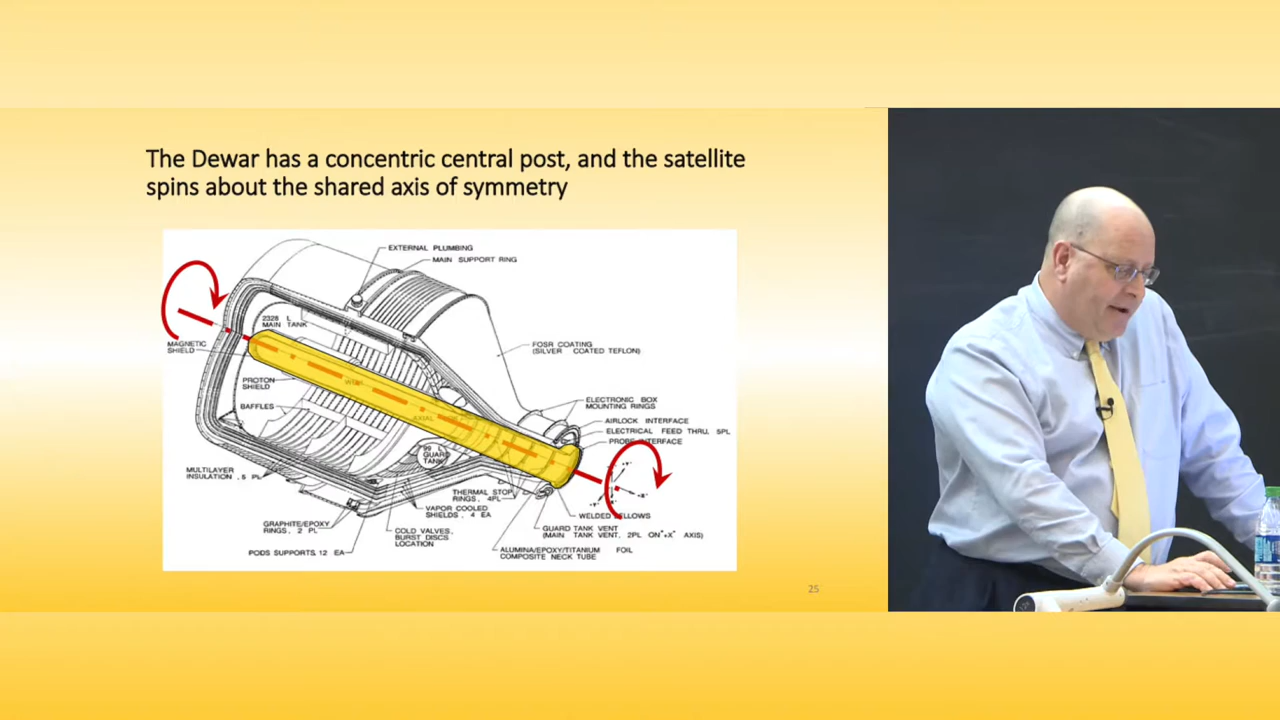 The Dewar has a concentric central post, and the satellite
spins about the shared axis of symmetry
EXTERNAL PLUMBING
MAIN SUPPORT RING
2328 L
MAIN TANK
MAGNETIC
SHIELD
FOSR COATING
(SILVER COATED TEFLON)
PROTON
SHIELD
WELL
BAFFLES
AXIAL
ELECTRONIC BOX
MOUNTING RINGS
AIRLOCK INTERFACE
ELECTRICAL FEED THRU, 5PL
PROBE INTERFACE
99 L
GUARD
TANK
MULTILAYER
INSULATION, 5 PL
THERMAL STOP
RINGS, 4PL
VAPOR COOLED
SHIELDS, 4 EA
WELDED BELLOWS
GRAPHITE/EPOXY
RINGS, 2 PL
COLD VALVES,
BURST DISCS
LOCATION
GUARD TANK VENT
(MAIN TANK VENT, 2PL ON "+X" AXIS)
PODS SUPPORTS 12 EA
ALUMINA/EPOXY/TITANIUM FOIL
COMPOSITE NECK TUBE
25